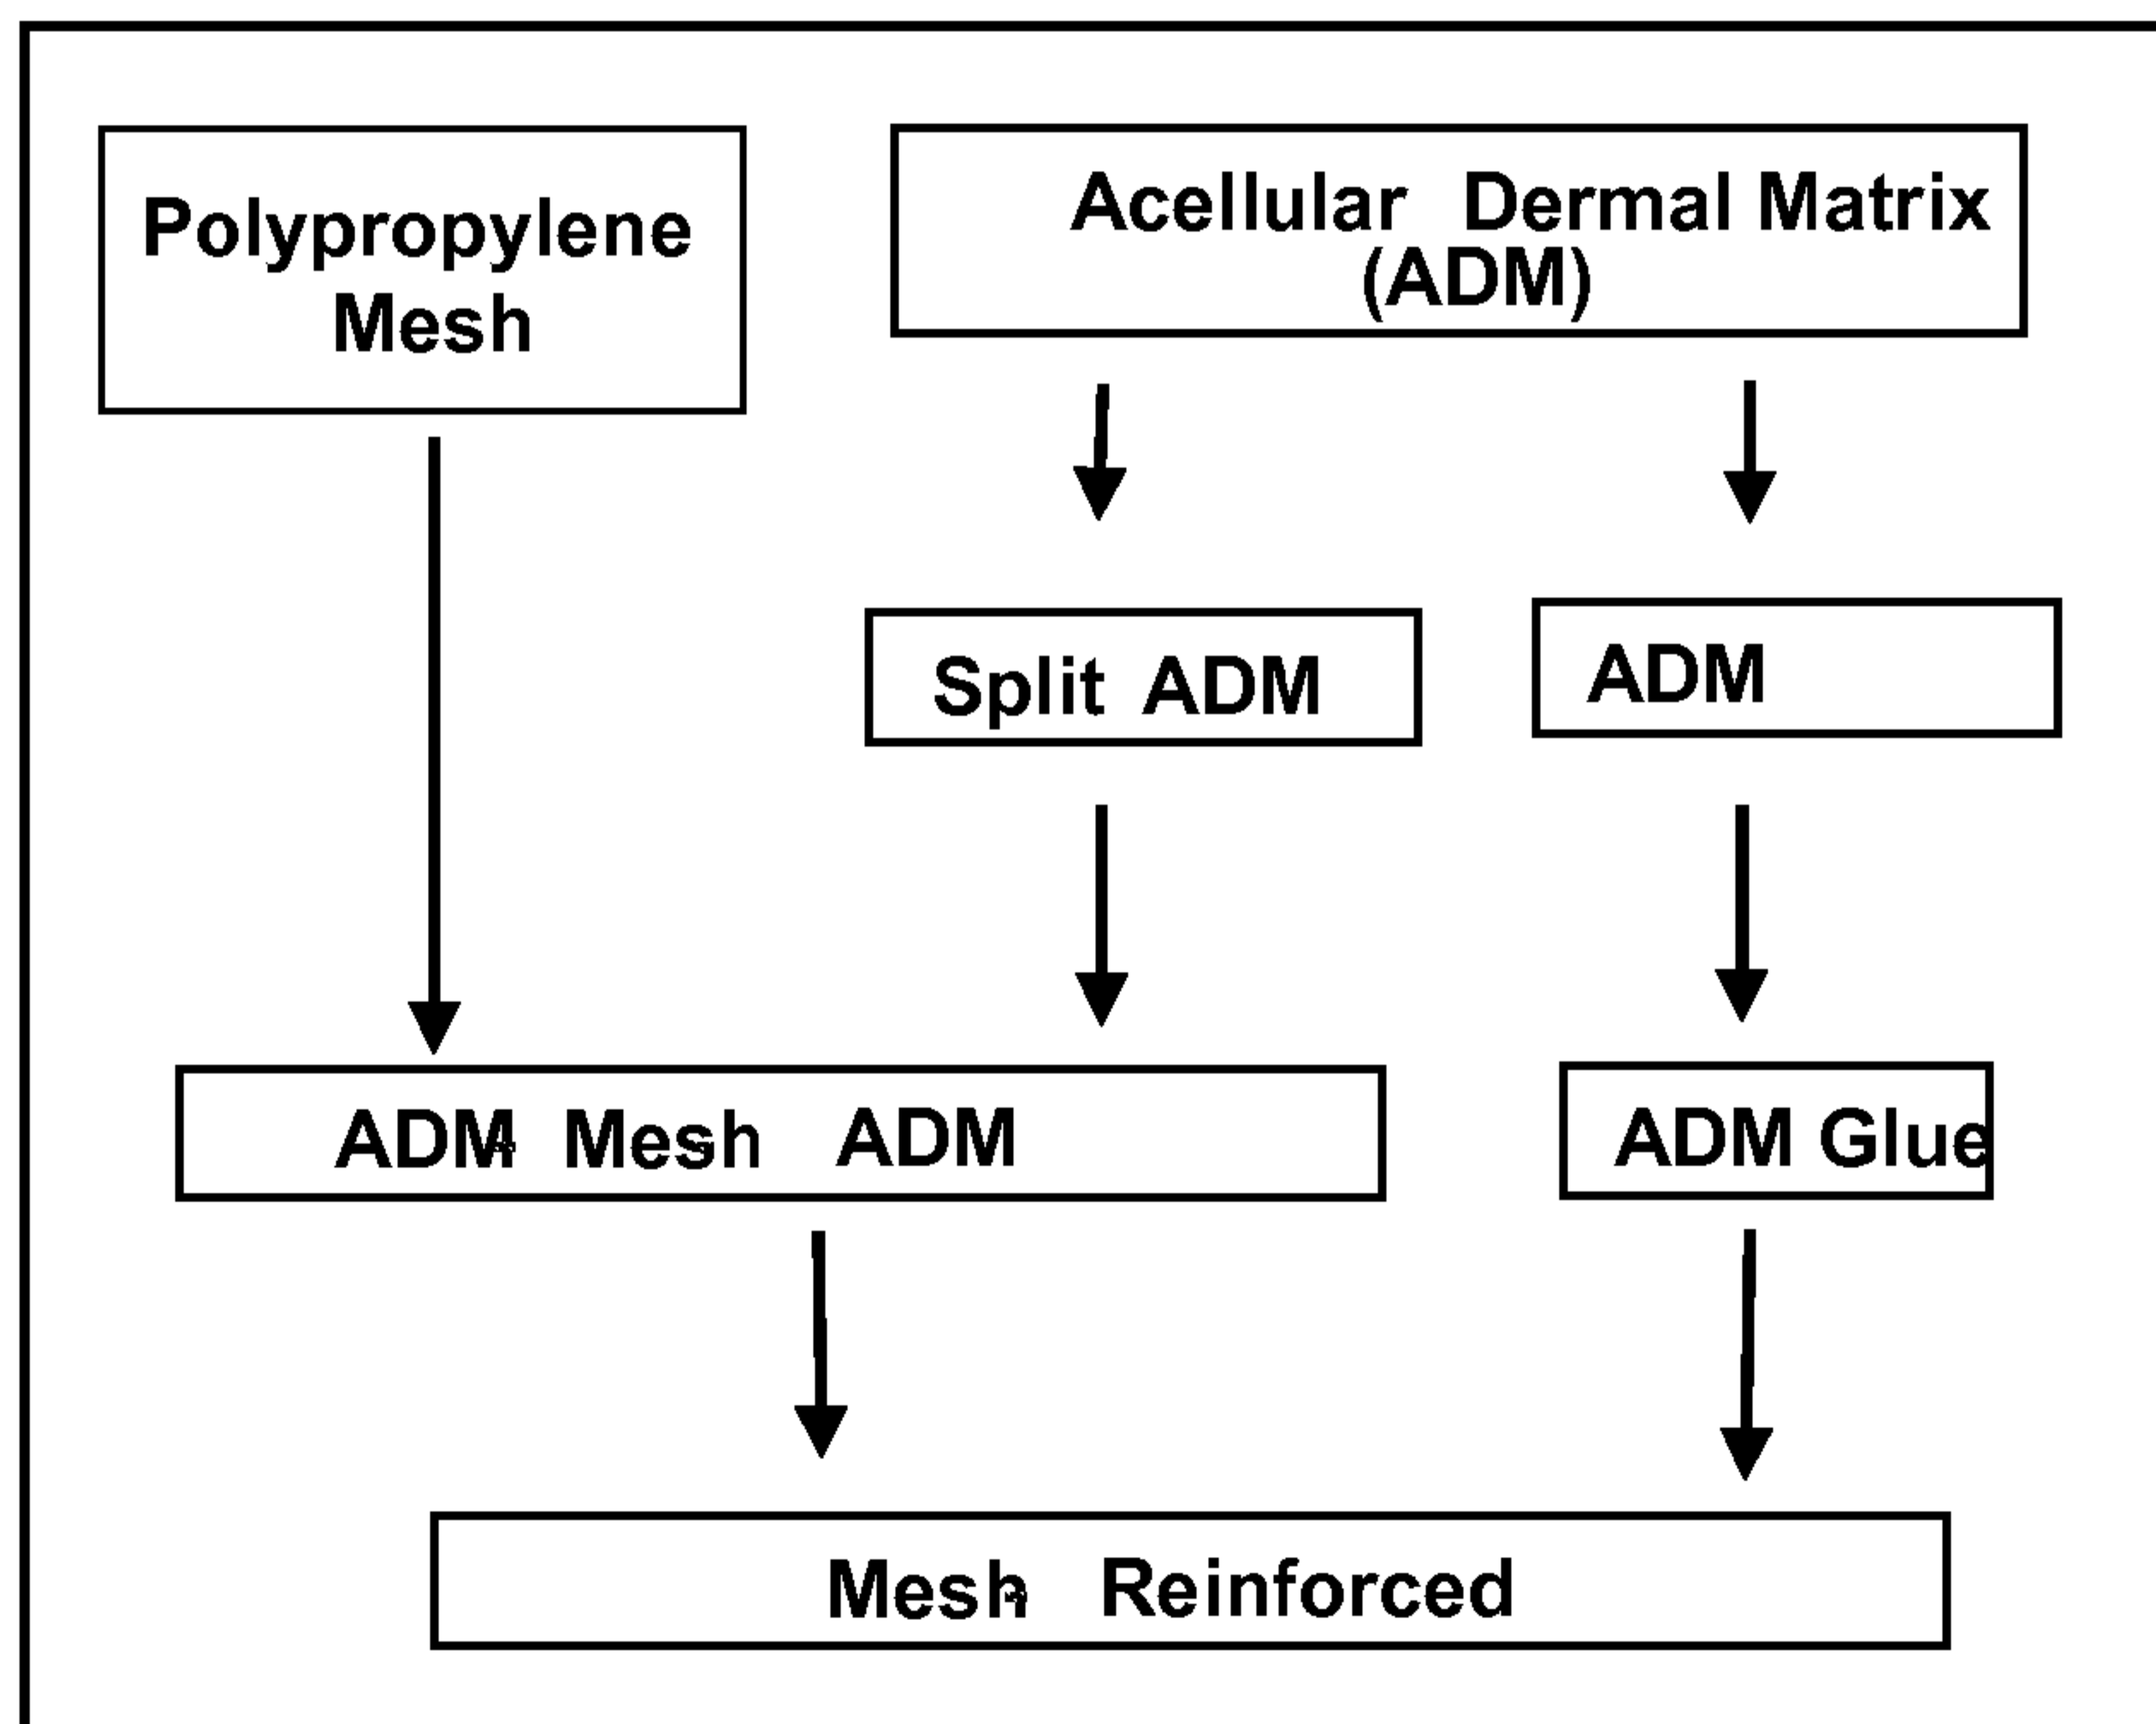 Polypropylene
Mesh
Acellular Dermal Matrix
(ADM)
Split ADM
ADM
ADM Mesh ADM
ADM Glue
Mesh Reinforced